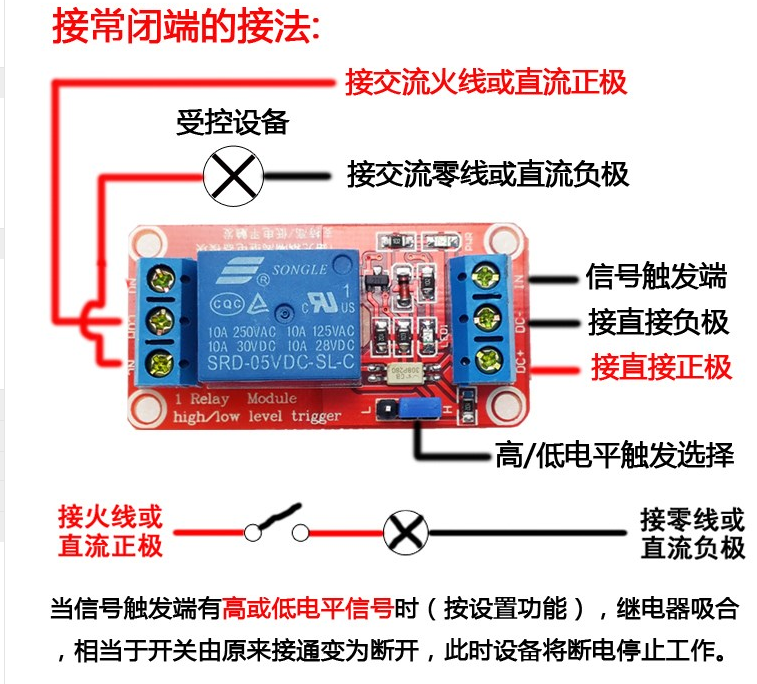 接常闭端的接法:
接交流火线或直流正极
受控设备
接交流零线或直流负极
PWR
SONGLE
R
CQC
C US
1
10A 250VAC 10A 125VAC
10A 30VDC 10A 28VDC
SRD-05VDC-SL-C
IN
DC-
DC+
信号触发端
接直接负极
接直接正极
1 Relay Module
high/low level trigger
L
H
高/低电平触发选择
接火线或
直流正极
接零线或
直流负极
当信号触发端有高或低电平信号时（按设置功能），继电器吸合
，相当于开关由原来接通变为断开，此时设备将断电停止工作。